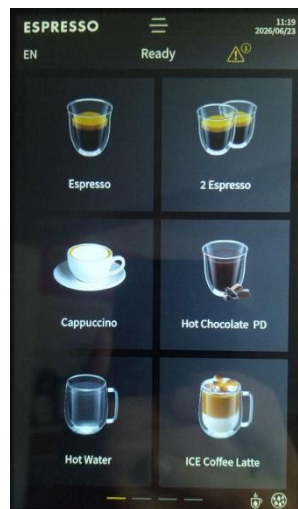 ESPRESSO
11:19
2026/06/23
EN
Ready
1
Espresso
2 Espresso
Cappuccino
Hot Chocolate PD
Hot Water
ICE Coffee Latte